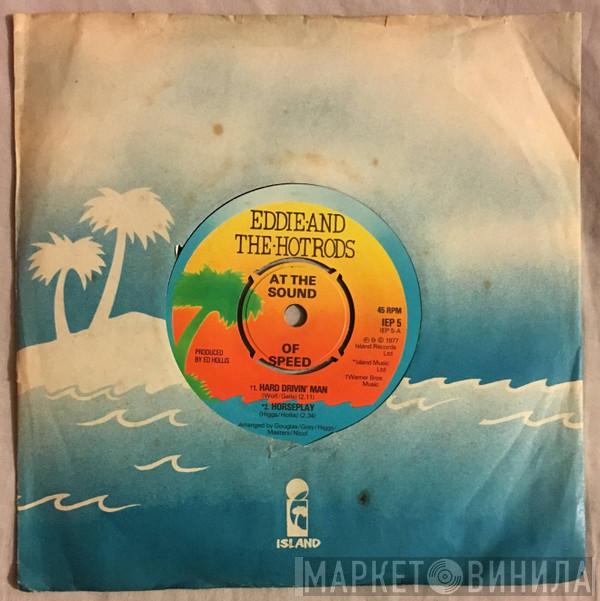 EDDIE·AND
THE·HOTRODS
AT THE
SOUND
OF
SPEED
45 RPM
IEP 5
IEP 5-A
Ⓟ & © 1977
Island Records
Ltd
*Island Music
Ltd
†Warner Bros
Music
PRODUCED
BY ED HOLLIS
†1. HARD DRIVIN' MAN
(Wolf/Geils) (2.11)
*2. HORSEPLAY
(Higgs/Hollis) (2.34)
Arranged by Douglas/Gray/Higgs/
Masters/Nicol
ISLAND
МАРКЕТ ВИНИЛА